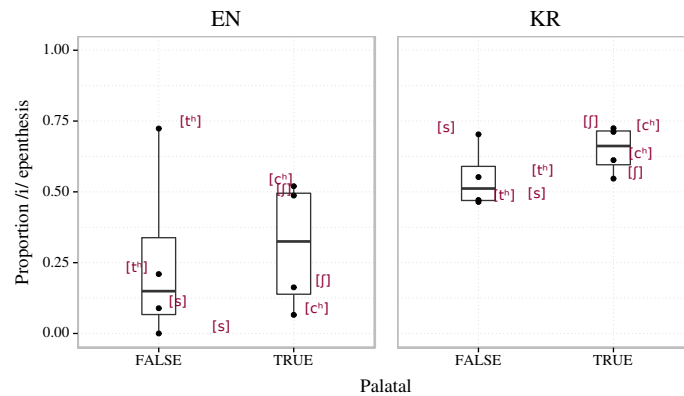 EN
KR
Proportion /i/ epenthesis
1.00
0.75
0.50
0.25
0.00
[tʰ]
[tʰ]
[s]
[s]
[cʰ]
[ʃ]
[ʃ]
[cʰ]
[s]
[tʰ]
[tʰ]
[s]
[ʃ]
[cʰ]
[cʰ]
[ʃ]
FALSE
TRUE
FALSE
TRUE
Palatal